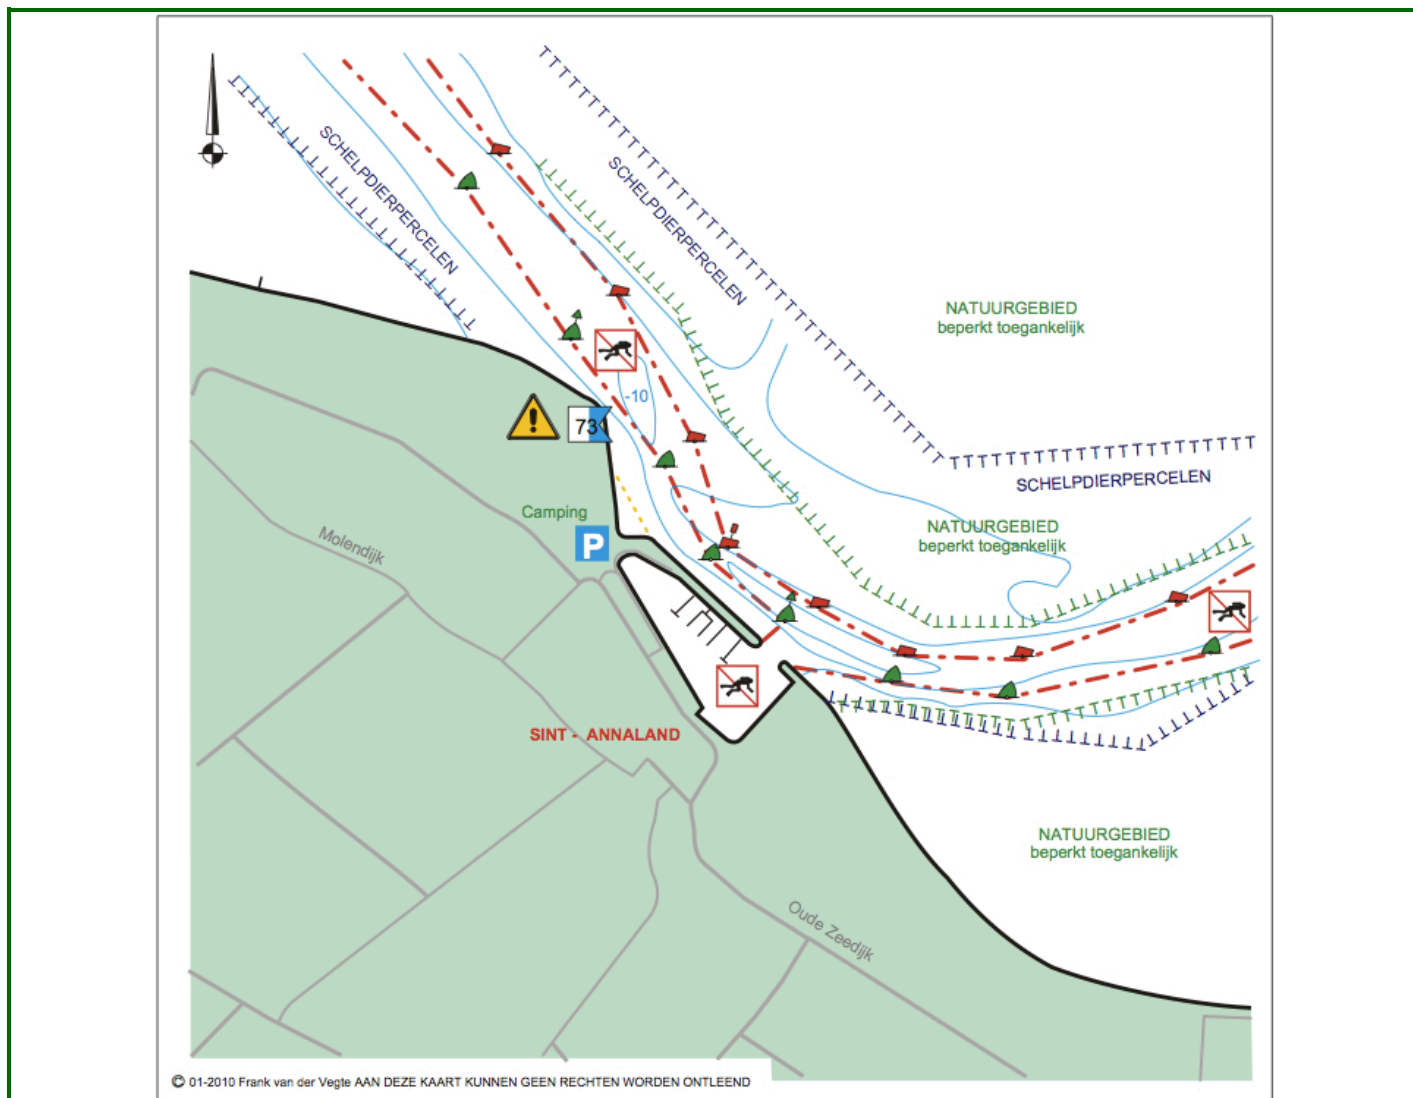 SCHELPDIERPERCELEN
SCHELPDIERPERCELEN
NATUURGEBIED
beperkt toegankelijk
-10
73
SCHELPDIERPERCELEN
Camping
P
NATUURGEBIED
beperkt toegankelijk
Molendijk
SINT - ANNALAND
NATUURGEBIED
beperkt toegankelijk
Oude Zeedijk
© 01-2010 Frank van der Vegte AAN DEZE KAART KUNNEN GEEN RECHTEN WORDEN ONTLEEND